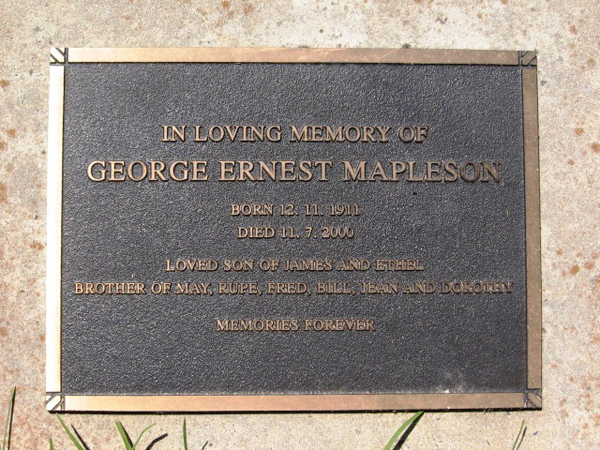 IN LOVING MEMORY OF
GEORGE ERNEST MAPLESON
BORN 12. 11. 1911
DIED 11. 7. 2000
LOVED SON OF JAMES AND ETHEL
BROTHER OF MAY, RUPE, FRED, BILL, JEAN AND DOROTHY
MEMORIES FOREVER